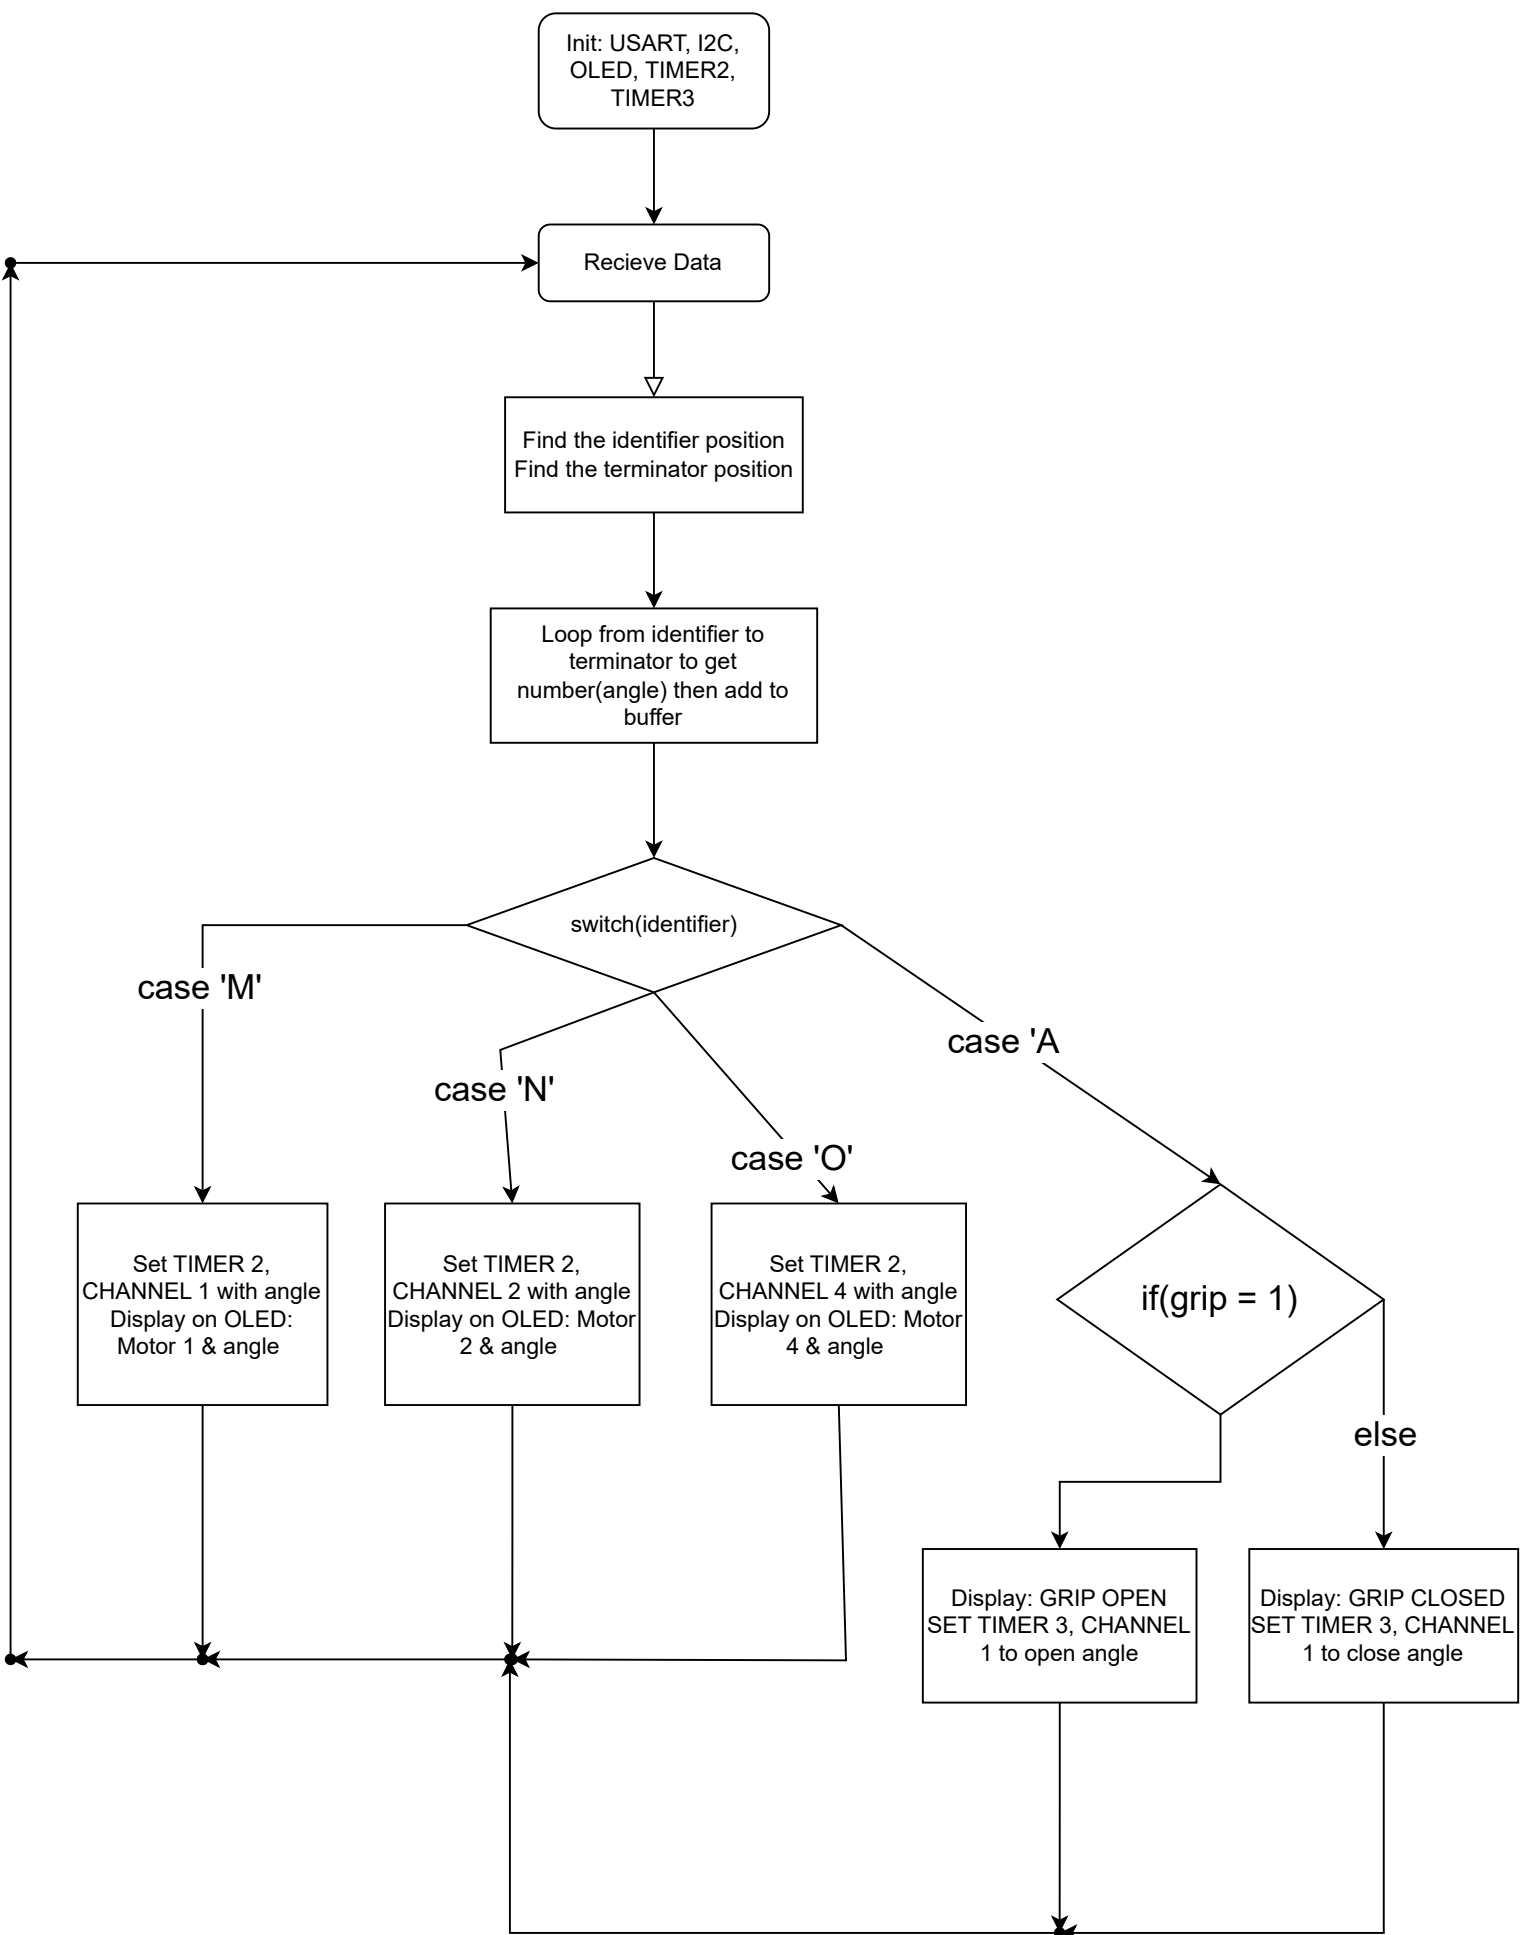 Init: USART, I2C,
OLED, TIMER2,
TIMER3
Recieve Data
Find the identifier position
Find the terminator position
Loop from identifier to
terminator to get
number(angle) then add to
buffer
switch(identifier)
case 'M'
case 'N'
case 'O'
case 'A
Set TIMER 2,
CHANNEL 1 with angle
Display on OLED:
Motor 1 & angle
Set TIMER 2,
CHANNEL 2 with angle
Display on OLED: Motor
2 & angle
Set TIMER 2,
CHANNEL 4 with angle
Display on OLED: Motor
4 & angle
if(grip = 1)
else
Display: GRIP OPEN
SET TIMER 3, CHANNEL
1 to open angle
Display: GRIP CLOSED
SET TIMER 3, CHANNEL
1 to close angle